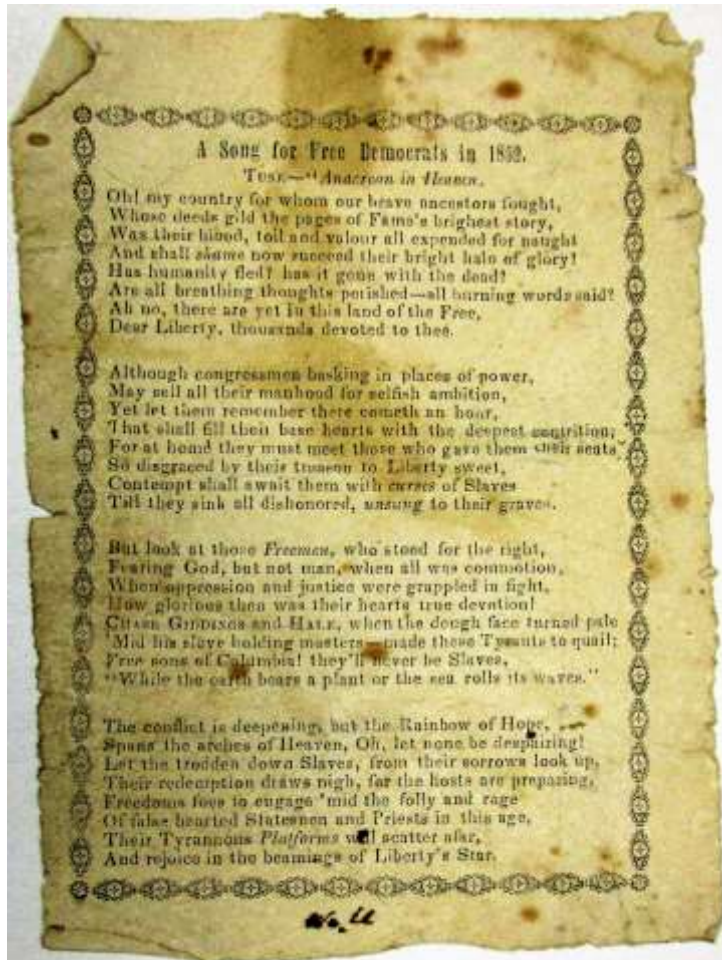 A Song for Free Democrats in 1852.
TUNE.—"Anacreon in Heaven.
Oh! my country for whom our brave ancestors fought,
Whose deeds gild the pages of Fame's brighest story,
Was their blood, toil and valour all expended for naught
And shall shame now succeed their bright halo of glory!
Has humanity fled? has it gone with the dead?
Are all breathing thoughts perished—all burning words said?
Ah no, there are yet in this land of the Free,
Dear Liberty, thousands devoted to thee.
Although congressmen basking in places of power,
May sell all their manhood for selfish ambition,
Yet let them remember there cometh an hour,
That shall fill their base hearts with the deepest contrition;
For at home they must meet those who gave them their seats,
So disgraced by their treason to Liberty sweet,
Contempt shall await them with curses of Slaves
Till they sink all dishonored, unsung to their graves.
But look at those Freemen, who stood for the right,
Fearing God, but not man, when all was commotion,
When oppression and justice were grappled in fight,
How glorious then was their hearts true devotion!
CHASE GIDDINGS and HALE, when the dough face turned pale
'Mid his slave holding masters—made these Tyrants to quail;
Free sons of Columbia! they'll never be Slaves,
"While the earth bears a plant or the sea rolls its waves."
The conflict is deepening, but the Rainbow of Hope,
Spans the arches of Heaven, Oh, let none be despairing!
Let the trodden down Slaves, from their sorrows look up,
Their redemption draws nigh, for the hosts are preparing,
Freedoms foes to engage 'mid the folly and rage
Of false hearted Statesmen and Priests in this age,
Their Tyrannous Platforms will scatter afar,
And rejoice in the beamings of Liberty's Star.